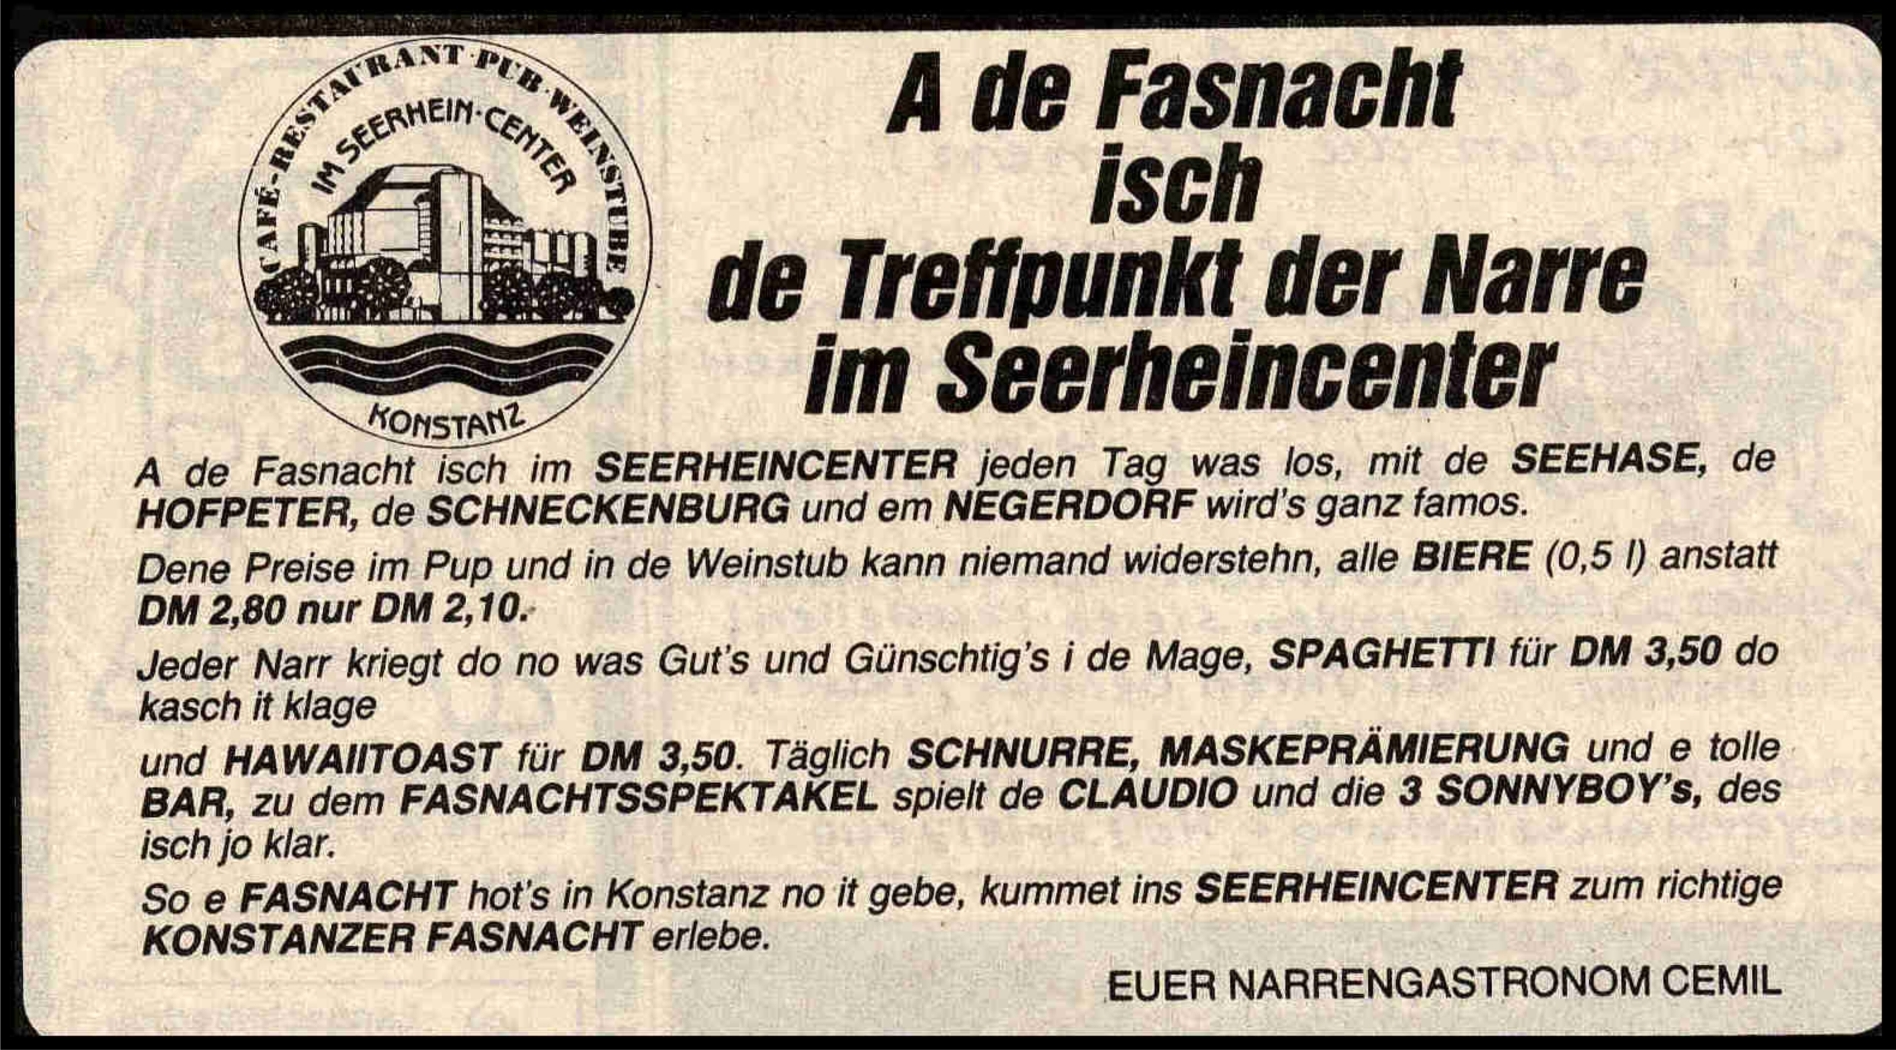 CAFÉ-RESTAURANT·PUB·WEINSTUBE
IM SEERHEIN-CENTER
KONSTANZ
A de Fasnacht
isch
de Treffpunkt der Narre
im Seerheincenter
A de Fasnacht isch im SEERHEINCENTER jeden Tag was los, mit de SEEHASE, de
HOFPETER, de SCHNECKENBURG und em NEGERDORF wird's ganz famos.
Dene Preise im Pup und in de Weinstub kann niemand widerstehn, alle BIERE (0,5 l) anstatt
DM 2,80 nur DM 2,10.
Jeder Narr kriegt do no was Gut's und Günschtig's i de Mage, SPAGHETTI für DM 3,50 do
kasch it klage
und HAWAIITOAST für DM 3,50. Täglich SCHNURRE, MASKEPRÄMIERUNG und e tolle
BAR, zu dem FASNACHTSSPEKTAKEL spielt de CLAUDIO und die 3 SONNYBOY's, des
isch jo klar.
So e FASNACHT hot's in Konstanz no it gebe, kummet ins SEERHEINCENTER zum richtige
KONSTANZER FASNACHT erlebe.
EUER NARRENGASTRONOM CEMIL